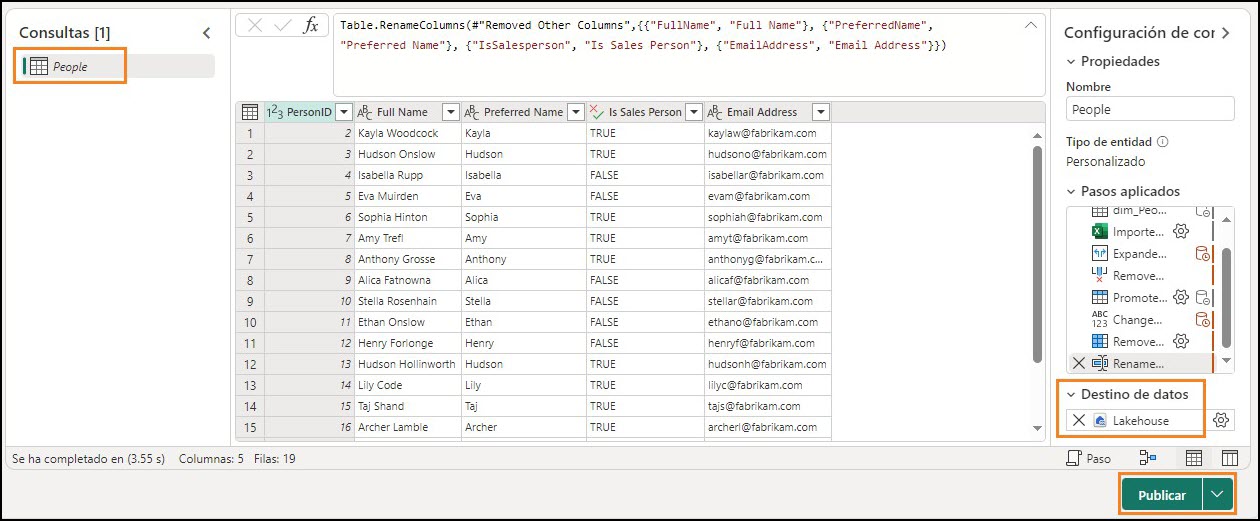 Consultas [1]
People
fx
Table.RenameColumns(#"Removed Other Columns",{{"FullName", "Full Name"}, {"PreferredName",
"Preferred Name"}, {"IsSalesperson", "Is Sales Person"}, {"EmailAddress", "Email Address"}})
1 2 3 PersonID ABC Full Name ABC Preferred Name Is Sales Person ABC Email Address
1 2 Kayla Woodcock Kayla TRUE kaylaw@fabrikam.com
2 3 Hudson Onslow Hudson TRUE hudsono@fabrikam.com
3 4 Isabella Rupp Isabella FALSE isabellar@fabrikam.com
4 5 Eva Muirden Eva FALSE evam@fabrikam.com
5 6 Sophia Hinton Sophia TRUE sophiah@fabrikam.com
6 7 Amy Trefl Amy TRUE amyt@fabrikam.com
7 8 Anthony Grosse Anthony TRUE anthonyg@fabrikam.c...
8 9 Alica Fatnowna Alica FALSE alicaf@fabrikam.com
9 10 Stella Rosenhain Stella FALSE stellar@fabrikam.com
10 11 Ethan Onslow Ethan FALSE ethano@fabrikam.com
11 12 Henry Forlonge Henry FALSE henryf@fabrikam.com
12 13 Hudson Hollinworth Hudson TRUE hudsonh@fabrikam.com
13 14 Lily Code Lily TRUE lilyc@fabrikam.com
14 15 Taj Shand Taj TRUE tajs@fabrikam.com
15 16 Archer Lamble Archer TRUE archerl@fabrikam.com
Configuración de cor
Propiedades
Nombre
People
Tipo de entidad
Personalizado
Pasos aplicados
dim_Peo...
Importe...
Expande...
Remove...
Promote...
ABC
123 Change...
Remove...
Rename...
Destino de datos
Lakehouse
Se ha completado en (3.55 s) Columnas: 5 Filas: 19
Paso
Publicar